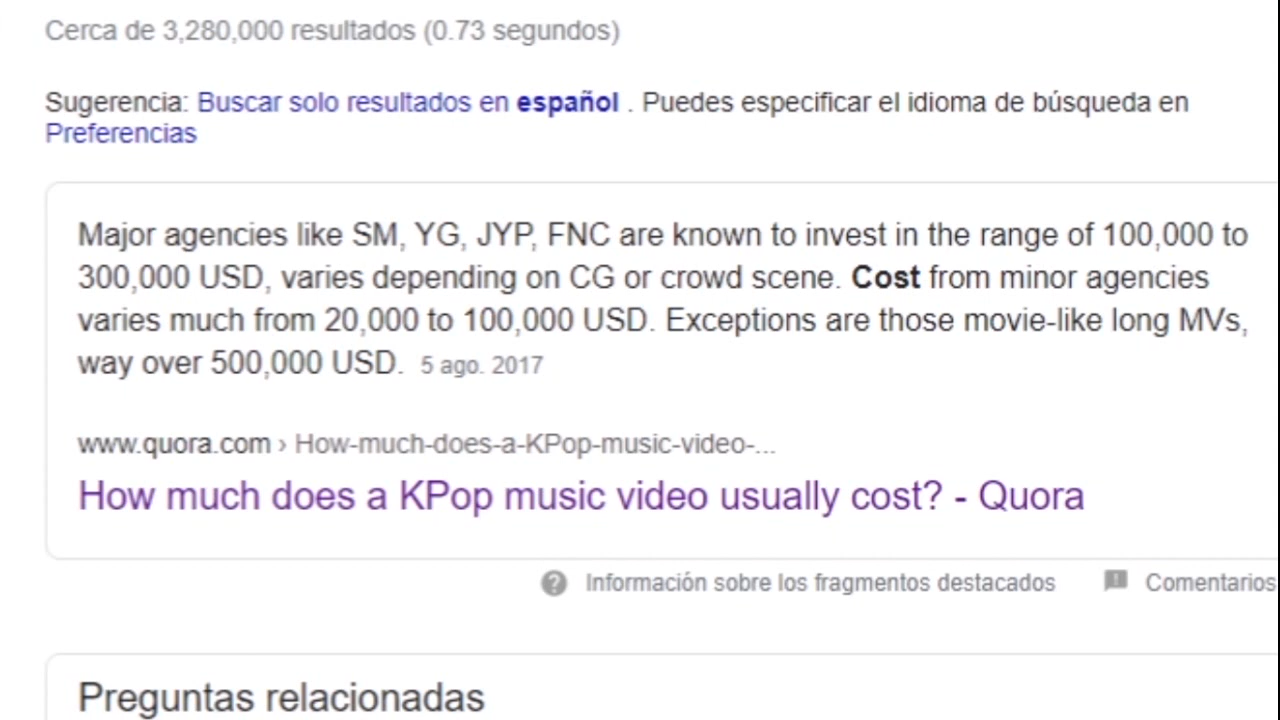 Cerca de 3,280,000 resultados (0.73 segundos)
Sugerencia: Buscar solo resultados en español . Puedes especificar el idioma de búsqueda en
Preferencias
Major agencies like SM, YG, JYP, FNC are known to invest in the range of 100,000 to
300,000 USD, varies depending on CG or crowd scene. Cost from minor agencies
varies much from 20,000 to 100,000 USD. Exceptions are those movie-like long MVs,
way over 500,000 USD. 5 ago. 2017
www.quora.com › How-much-does-a-KPop-music-video-...
How much does a KPop music video usually cost? - Quora
Información sobre los fragmentos destacados Comentarios
Preguntas relacionadas